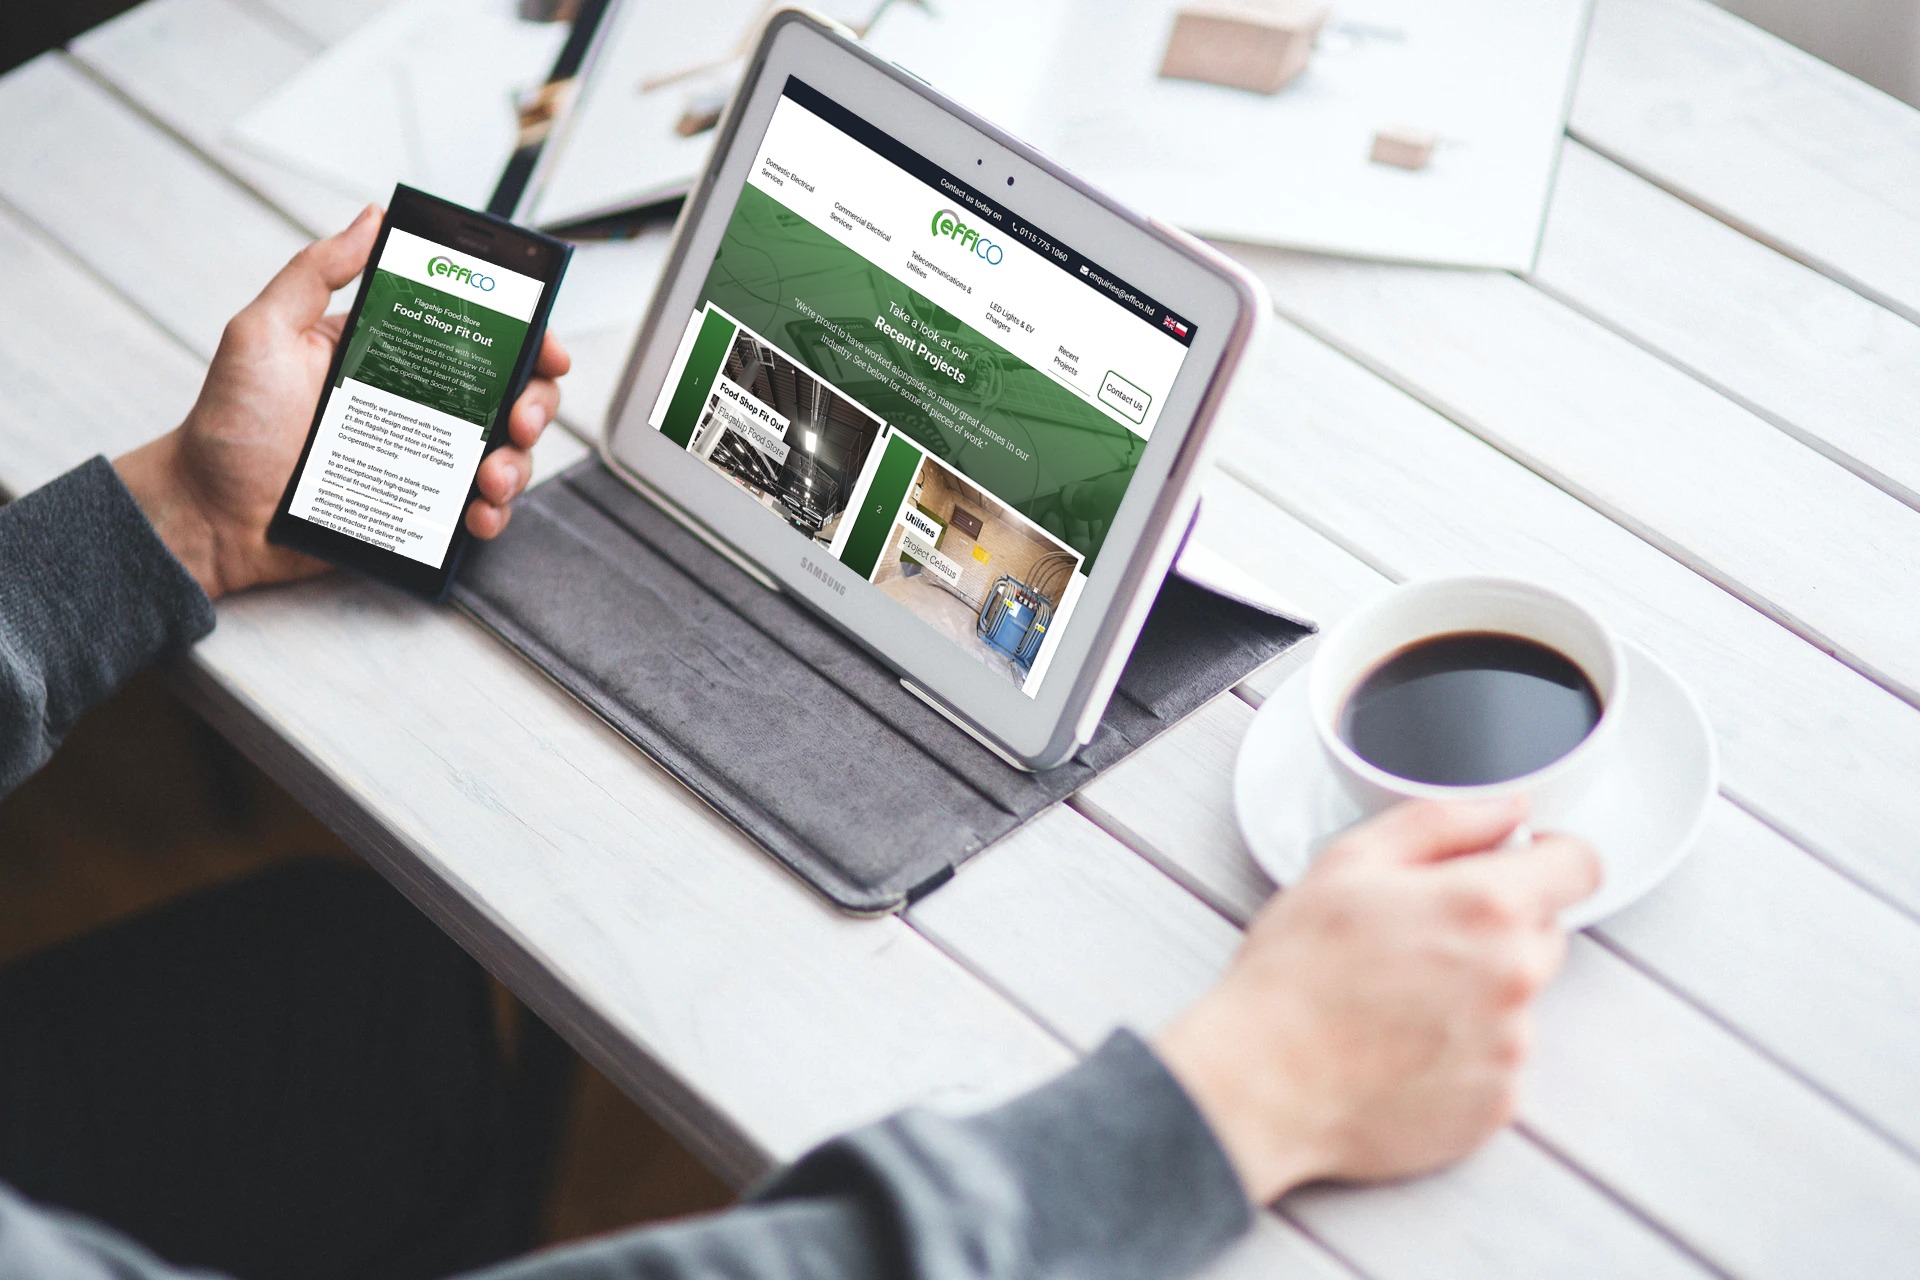 effico
Flagship Food Store
Food Shop Fit Out
"Recently, we partnered with Verum
Projects to design and fit out a new £1.8m
flagship food store in Hinckley,
Leicestershire for the Heart of England
Co-operative Society."
Recently, we partnered with Verum
Projects to design and fit out a new
£1.8m flagship food store in Hinckley,
Leicestershire for the Heart of England
Co-operative Society.
We took the store from a blank space
to an exceptionally high quality
electrical fit-out including power and
systems, working closely and
efficiently with our partners and other
on-site contractors to deliver the
project to a firm shop-opening
Contact us today on
0115 775 1060
enquiries@effico.ltd
effico
Domestic Electrical
Services
Commercial Electrical
Services
Telecommunications &
Utilities
LED Lights & EV
Chargers
Recent
Projects
Contact Us
Take a look at our
Recent Projects
"We're proud to have worked alongside so many great names in our
industry. See below for some of pieces of work."
1
Food Shop Fit Out
Flagship Food Store
2
Utilities
Project Celsius
SAMSUNG